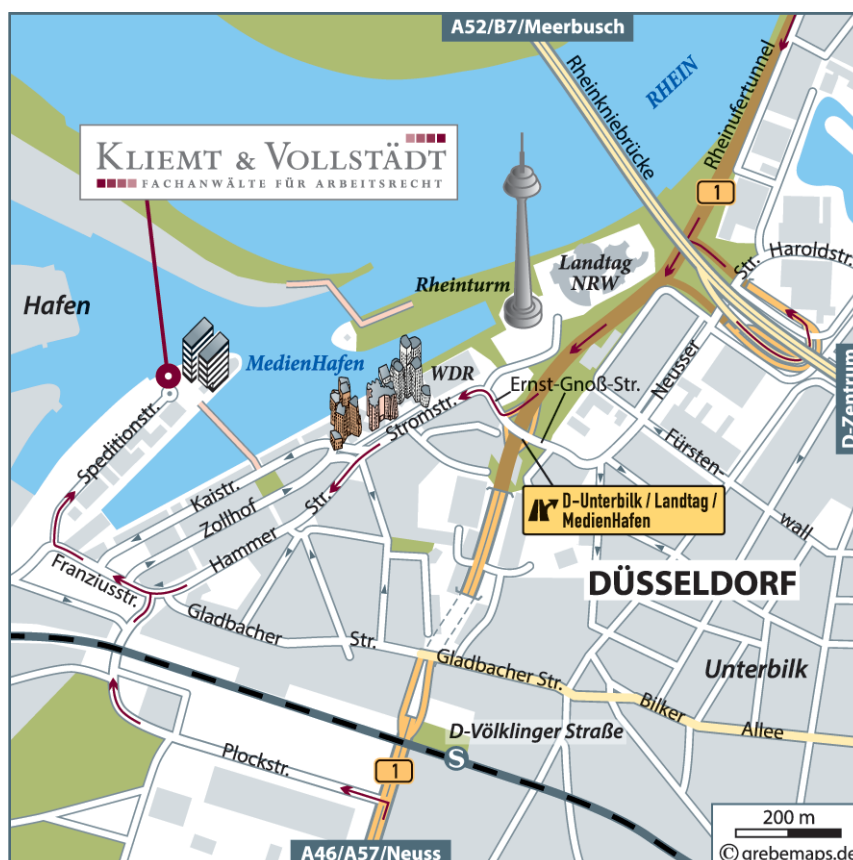 A52/B7/Meerbusch
RHEIN
Rheinkniebrücke
Rheinufertunnel
KLIEMT & VOLLSTÄDT
FACHANWÄLTE FÜR ARBEITSRECHT
1
Str.
Haroldstr.
Landtag
NRW
Rheinturm
Hafen
MedienHafen
WDR
Ernst-Gnoß-Str.
Neusser
D-Zentrum
Speditionstr.
Stromstr.
Fürsten
wall
Kaistr.
Zollhof
D-Unterbilk / Landtag /
MedienHafen
Hammer
Str.
Franziusstr.
DÜSSELDORF
Gladbacher
Str.
Gladbacher Str.
Unterbilk
Bilker
Allee
D-Völklinger Straße
S
Plockstr.
1
200 m
A46/A57/Neuss
© grebemaps.de